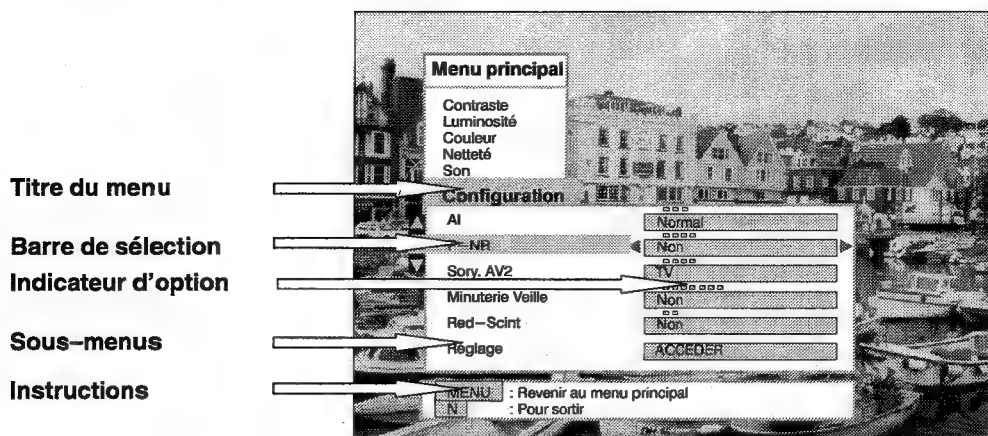 Menu principal
Contraste
Luminosité
Couleur
Netteté
Son
Titre du menu
Configuration
AI Normal
Barre de sélection
NR Non
Sory. AV2 TV
Indicateur d'option
Minuterie Veille Non
Red-Scint Non
Sous-menus
Réglage ACCEDER
Instructions
MENU : Revenir au menu principal
N : Pour sortir